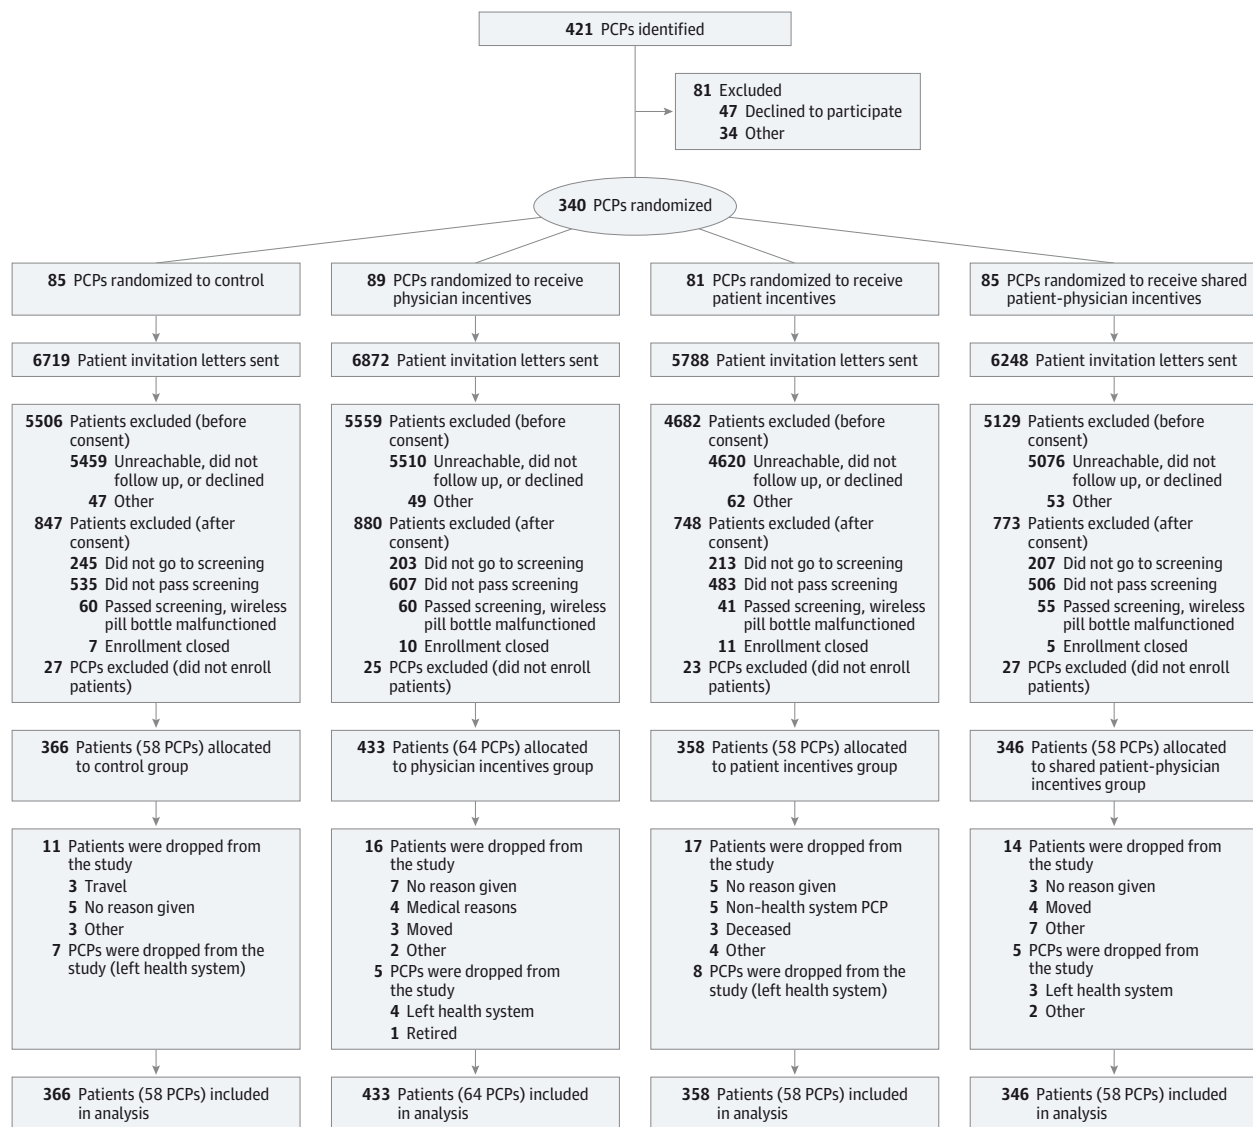 421 PCPs identified
81 Excluded
47 Declined to participate
34 Other
340 PCPs randomized
85 PCPs randomized to control
89 PCPs randomized to receive
physician incentives
81 PCPs randomized to receive
patient incentives
85 PCPs randomized to receive shared
patient-physician incentives
6719 Patient invitation letters sent
6872 Patient invitation letters sent
5788 Patient invitation letters sent
6248 Patient invitation letters sent
5506 Patients excluded (before
consent)
5459 Unreachable, did not
follow up, or declined
47 Other
847 Patients excluded (after
consent)
245 Did not go to screening
535 Did not pass screening
60 Passed screening, wireless
pill bottle malfunctioned
7 Enrollment closed
27 PCPs excluded (did not enroll
patients)
5559 Patients excluded (before
consent)
5510 Unreachable, did not
follow up, or declined
49 Other
880 Patients excluded (after
consent)
203 Did not go to screening
607 Did not pass screening
60 Passed screening, wireless
pill bottle malfunctioned
10 Enrollment closed
25 PCPs excluded (did not enroll
patients)
4682 Patients excluded (before
consent)
4620 Unreachable, did not
follow up, or declined
62 Other
748 Patients excluded (after
consent)
213 Did not go to screening
483 Did not pass screening
41 Passed screening, wireless
pill bottle malfunctioned
11 Enrollment closed
23 PCPs excluded (did not enroll
patients)
5129 Patients excluded (before
consent)
5076 Unreachable, did not
follow up, or declined
53 Other
773 Patients excluded (after
consent)
207 Did not go to screening
506 Did not pass screening
55 Passed screening, wireless
pill bottle malfunctioned
5 Enrollment closed
27 PCPs excluded (did not enroll
patients)
366 Patients (58 PCPs) allocated
to control group
433 Patients (64 PCPs) allocated
to physician incentives group
358 Patients (58 PCPs) allocated
to patient incentives group
346 Patients (58 PCPs) allocated
to shared patient-physician
incentives group
11 Patients were dropped from
the study
3 Travel
5 No reason given
3 Other
7 PCPs were dropped from the
study (left health system)
16 Patients were dropped from
the study
7 No reason given
4 Medical reasons
3 Moved
2 Other
5 PCPs were dropped from
the study
4 Left health system
1 Retired
17 Patients were dropped from
the study
5 No reason given
5 Non-health system PCP
3 Deceased
4 Other
8 PCPs were dropped from the
study (left health system)
14 Patients were dropped from
the study
3 No reason given
4 Moved
7 Other
5 PCPs were dropped from
the study
3 Left health system
2 Other
366 Patients (58 PCPs) included
in analysis
433 Patients (64 PCPs) included
in analysis
358 Patients (58 PCPs) included
in analysis
346 Patients (58 PCPs) included
in analysis